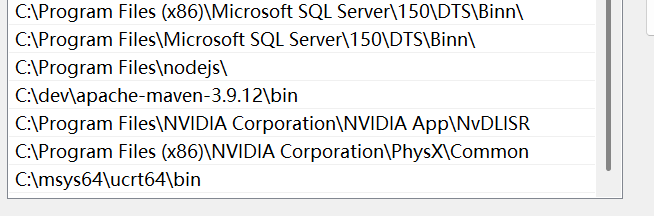 C:\Program Files (x86)\Microsoft SQL Server\150\DTS\Binn\
C:\Program Files\Microsoft SQL Server\150\DTS\Binn\
C:\Program Files\nodejs\
C:\dev\apache-maven-3.9.12\bin
C:\Program Files\NVIDIA Corporation\NVIDIA App\NvDLISR
C:\Program Files (x86)\NVIDIA Corporation\PhysX\Common
C:\msys64\ucrt64\bin